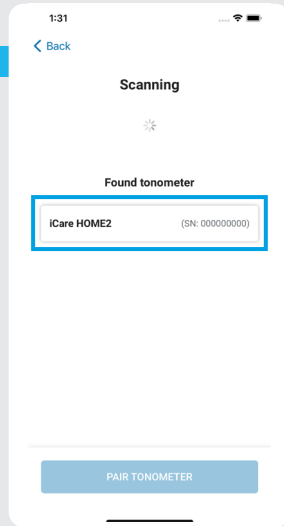 1:31
Back
Scanning
Found tonometer
iCare HOME2 (SN: 000000000)
PAIR TONOMETER